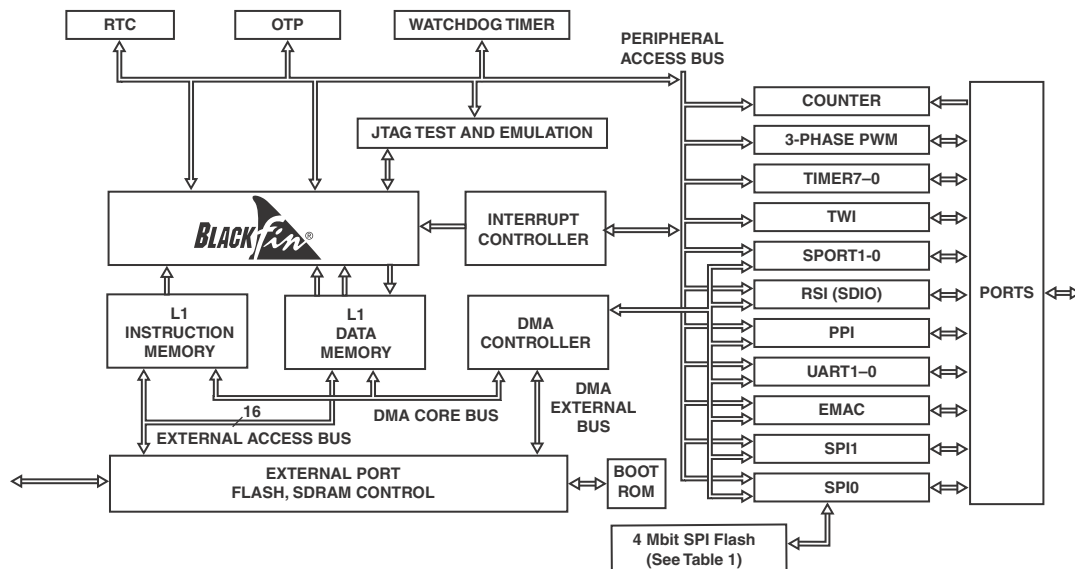 RTC
OTP
WATCHDOG TIMER
PERIPHERAL
ACCESS BUS
COUNTER
JTAG TEST AND EMULATION
3-PHASE PWM
TIMER7–0
BLACKfin®
INTERRUPT
CONTROLLER
TWI
SPORT1-0
RSI (SDIO)
PORTS
L1
INSTRUCTION
MEMORY
L1
DATA
MEMORY
DMA
CONTROLLER
PPI
UART1–0
16
DMA CORE BUS
EXTERNAL ACCESS BUS
DMA
EXTERNAL
BUS
EMAC
SPI1
EXTERNAL PORT
FLASH, SDRAM CONTROL
BOOT
ROM
SPI0
4 Mbit SPI Flash
(See Table 1)